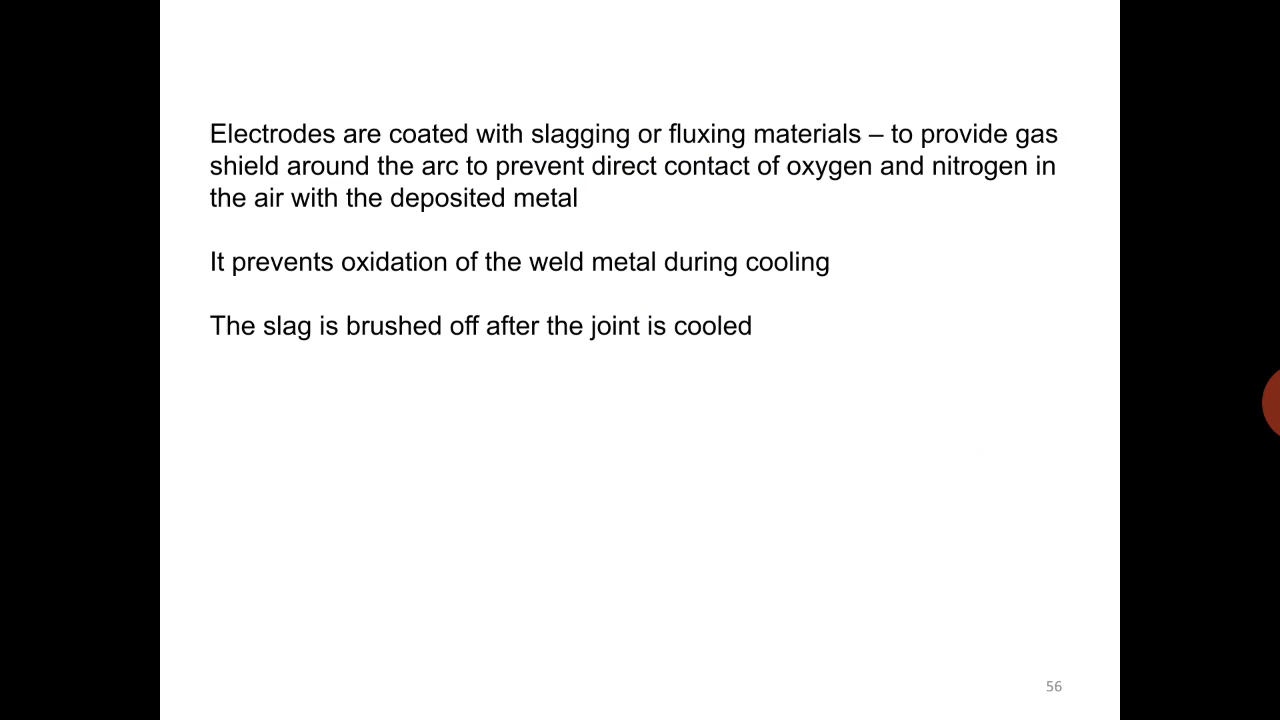 Electrodes are coated with slagging or fluxing materials – to provide gas
shield around the arc to prevent direct contact of oxygen and nitrogen in
the air with the deposited metal
It prevents oxidation of the weld metal during cooling
The slag is brushed off after the joint is cooled
56